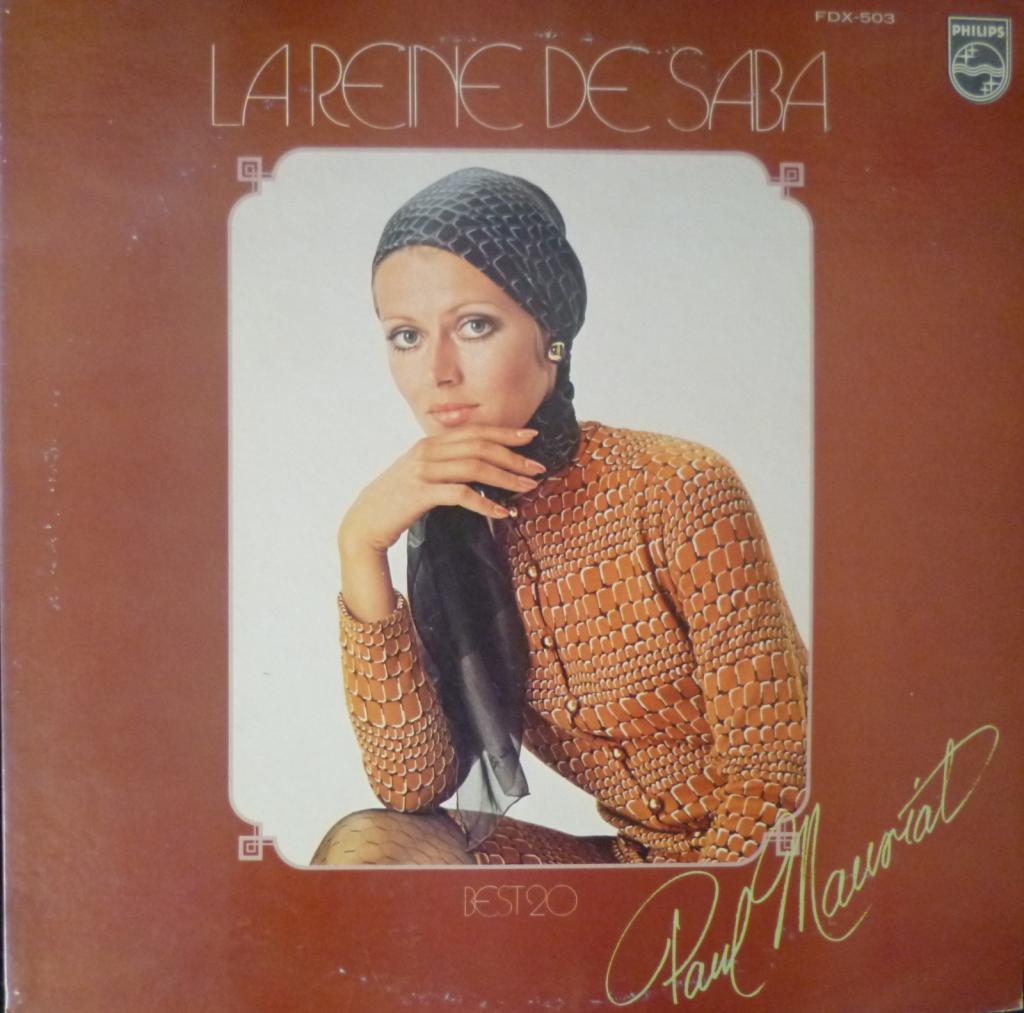 FDX-503
PHILIPS
LA REINE DE SABA
BEST 20
Paul Mauriat